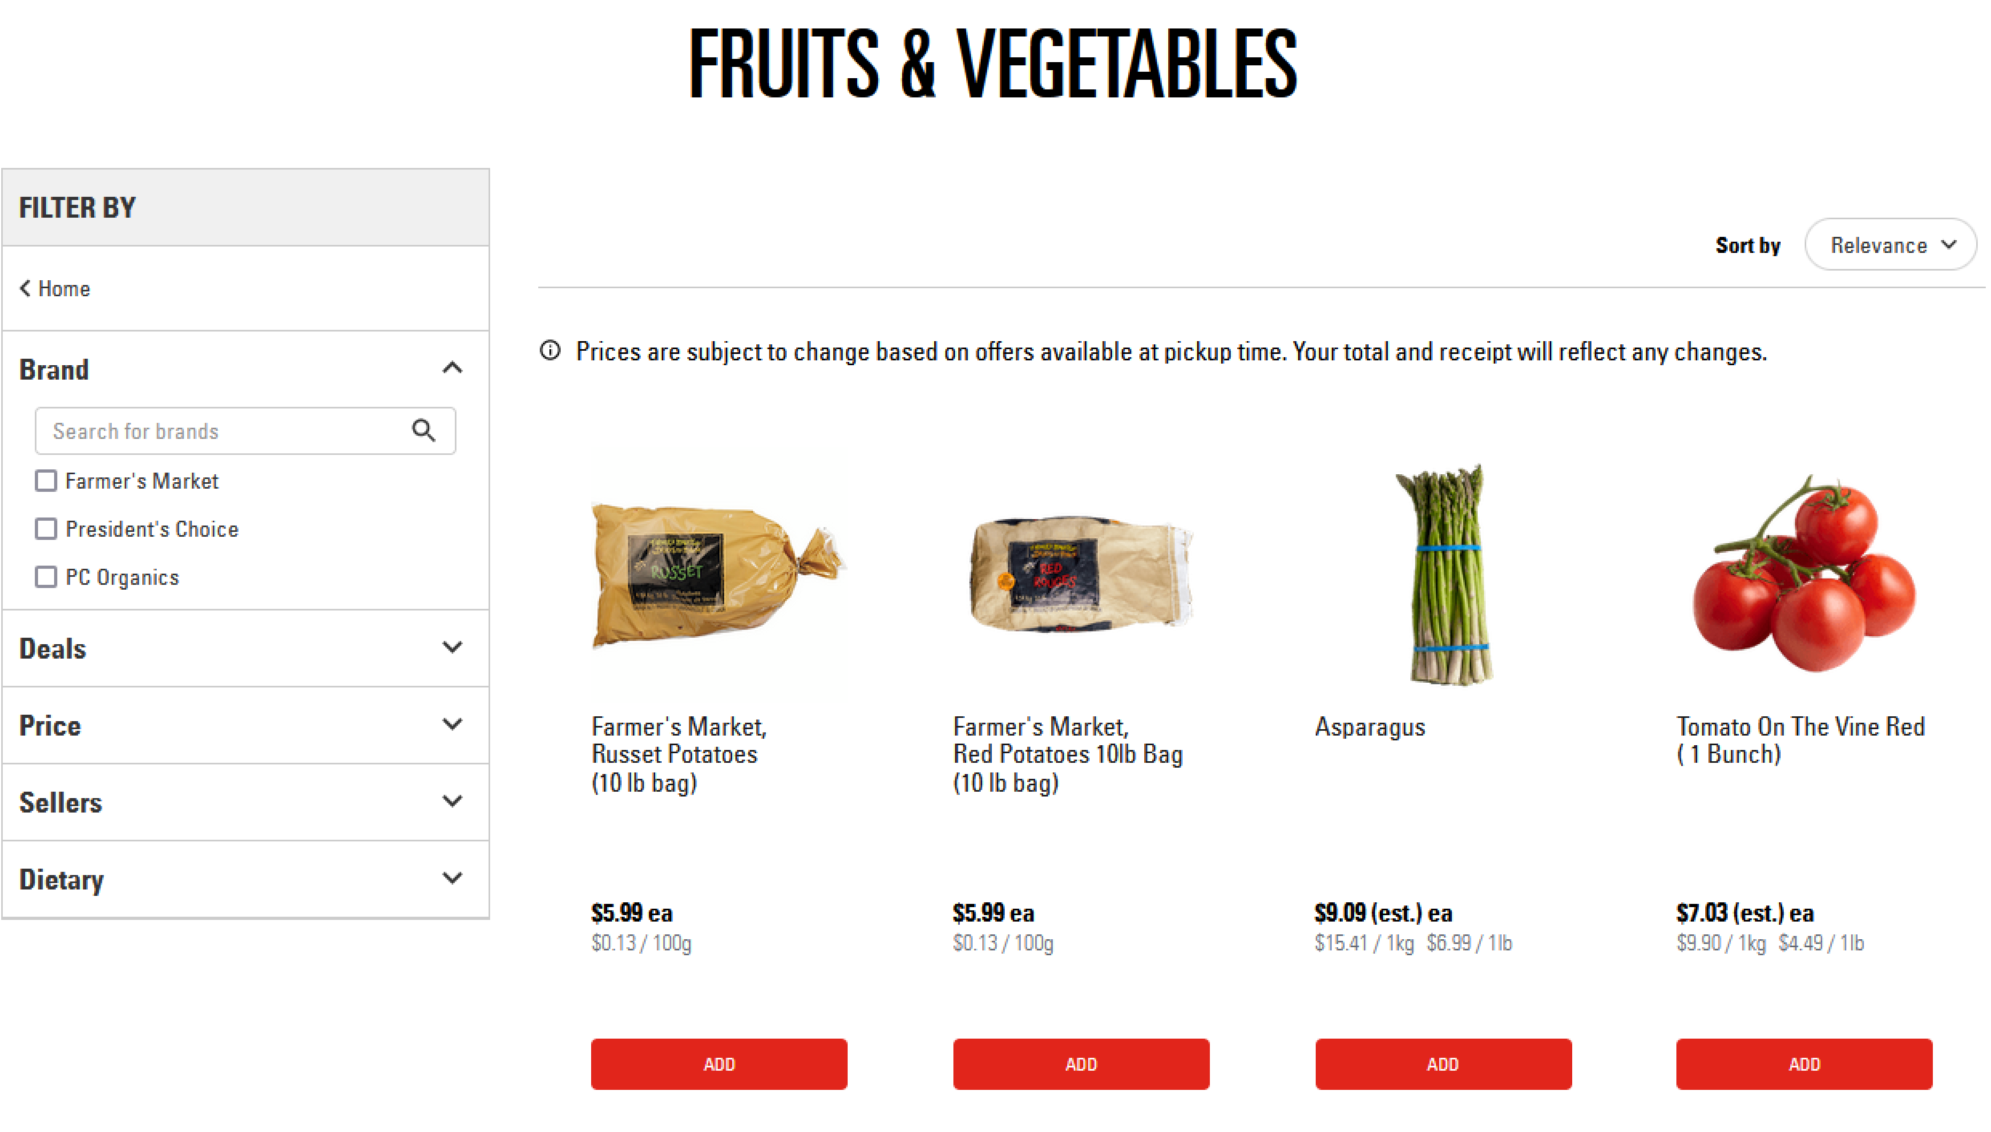 FRUITS & VEGETABLES
FILTER BY
Home
Brand
Search for brands
Farmer's Market
President's Choice
PC Organics
Deals
Price
Sellers
Dietary
Sort by Relevance
Prices are subject to change based on offers available at pickup time. Your total and receipt will reflect any changes.
RUSSET
Farmer's Market,
Russet Potatoes
(10 lb bag)
$5.99 ea
$0.13 / 100g
ADD
RED
ROUGES
Farmer's Market,
Red Potatoes 10lb Bag
(10 lb bag)
$5.99 ea
$0.13 / 100g
ADD
Asparagus
$9.09 (est.) ea
$15.41 / 1kg $6.99 / 1lb
ADD
Tomato On The Vine Red
( 1 Bunch)
$7.03 (est.) ea
$9.90 / 1kg $4.49 / 1lb
ADD